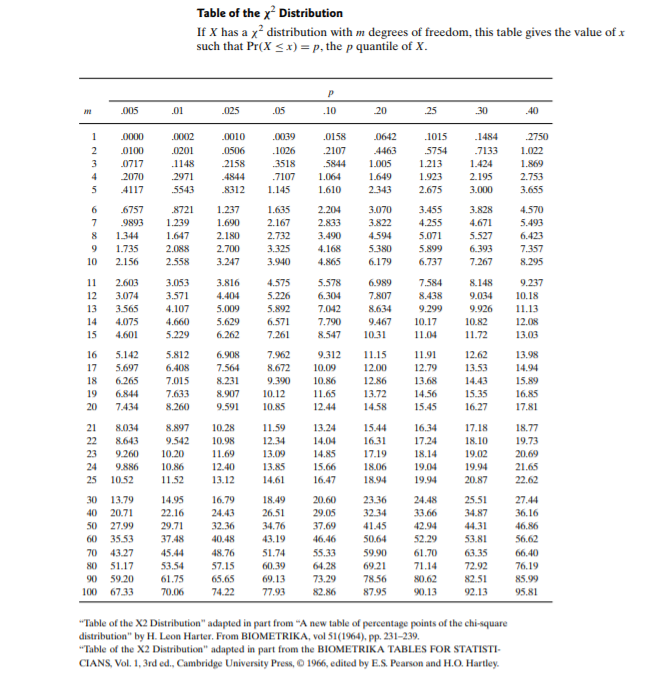 Table of the χ² Distribution
If X has a χ² distribution with m degrees of freedom, this table gives the value of x
such that Pr(X ≤ x) = p, the p quantile of X.
p
m .005 .01 .025 .05 .10 .20 .25 .30 .40
1 .0000 .0002 .0010 .0039 .0158 .0642 .1015 .1484 .2750
2 .0100 .0201 .0506 .1026 .2107 .4463 .5754 .7133 1.022
3 .0717 .1148 .2158 .3518 .5844 1.005 1.213 1.424 1.869
4 .2070 .2971 .4844 .7107 1.064 1.649 1.923 2.195 2.753
5 .4117 .5543 .8312 1.145 1.610 2.343 2.675 3.000 3.655
6 .6757 .8721 1.237 1.635 2.204 3.070 3.455 3.828 4.570
7 .9893 1.239 1.690 2.167 2.833 3.822 4.255 4.671 5.493
8 1.344 1.647 2.180 2.732 3.490 4.594 5.071 5.527 6.423
9 1.735 2.088 2.700 3.325 4.168 5.380 5.899 6.393 7.357
10 2.156 2.558 3.247 3.940 4.865 6.179 6.737 7.267 8.295
11 2.603 3.053 3.816 4.575 5.578 6.989 7.584 8.148 9.237
12 3.074 3.571 4.404 5.226 6.304 7.807 8.438 9.034 10.18
13 3.565 4.107 5.009 5.892 7.042 8.634 9.299 9.926 11.13
14 4.075 4.660 5.629 6.571 7.790 9.467 10.17 10.82 12.08
15 4.601 5.229 6.262 7.261 8.547 10.31 11.04 11.72 13.03
16 5.142 5.812 6.908 7.962 9.312 11.15 11.91 12.62 13.98
17 5.697 6.408 7.564 8.672 10.09 12.00 12.79 13.53 14.94
18 6.265 7.015 8.231 9.390 10.86 12.86 13.68 14.43 15.89
19 6.844 7.633 8.907 10.12 11.65 13.72 14.56 15.35 16.85
20 7.434 8.260 9.591 10.85 12.44 14.58 15.45 16.27 17.81
21 8.034 8.897 10.28 11.59 13.24 15.44 16.34 17.18 18.77
22 8.643 9.542 10.98 12.34 14.04 16.31 17.24 18.10 19.73
23 9.260 10.20 11.69 13.09 14.85 17.19 18.14 19.02 20.69
24 9.886 10.86 12.40 13.85 15.66 18.06 19.04 19.94 21.65
25 10.52 11.52 13.12 14.61 16.47 18.94 19.94 20.87 22.62
30 13.79 14.95 16.79 18.49 20.60 23.36 24.48 25.51 27.44
40 20.71 22.16 24.43 26.51 29.05 32.34 33.66 34.87 36.16
50 27.99 29.71 32.36 34.76 37.69 41.45 42.94 44.31 46.86
60 35.53 37.48 40.48 43.19 46.46 50.64 52.29 53.81 56.62
70 43.27 45.44 48.76 51.74 55.33 59.90 61.70 63.35 66.40
80 51.17 53.54 57.15 60.39 64.28 69.21 71.14 72.92 76.19
90 59.20 61.75 65.65 69.13 73.29 78.56 80.62 82.51 85.99
100 67.33 70.06 74.22 77.93 82.86 87.95 90.13 92.13 95.81
"Table of the X2 Distribution" adapted in part from "A new table of percentage points of the chi-square
distribution" by H. Leon Harter. From BIOMETRIKA, vol 51(1964), pp. 231–239.
"Table of the X2 Distribution" adapted in part from the BIOMETRIKA TABLES FOR STATISTI-
CIANS, Vol. 1, 3rd ed., Cambridge University Press, © 1966, edited by E.S. Pearson and H.O. Hartley.